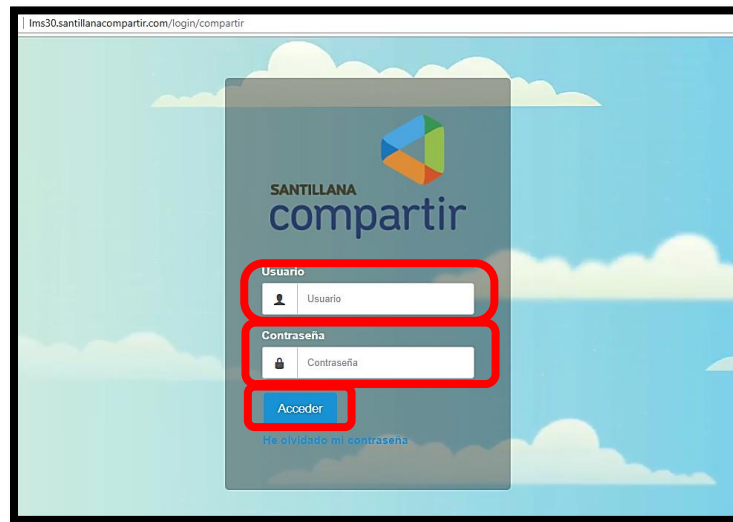 lms30.santillanacompartir.com/login/compartir
SANTILLANA
compartir
Usuario
Usuario
Contraseña
Contraseña
Acceder
He olvidado mi contraseña